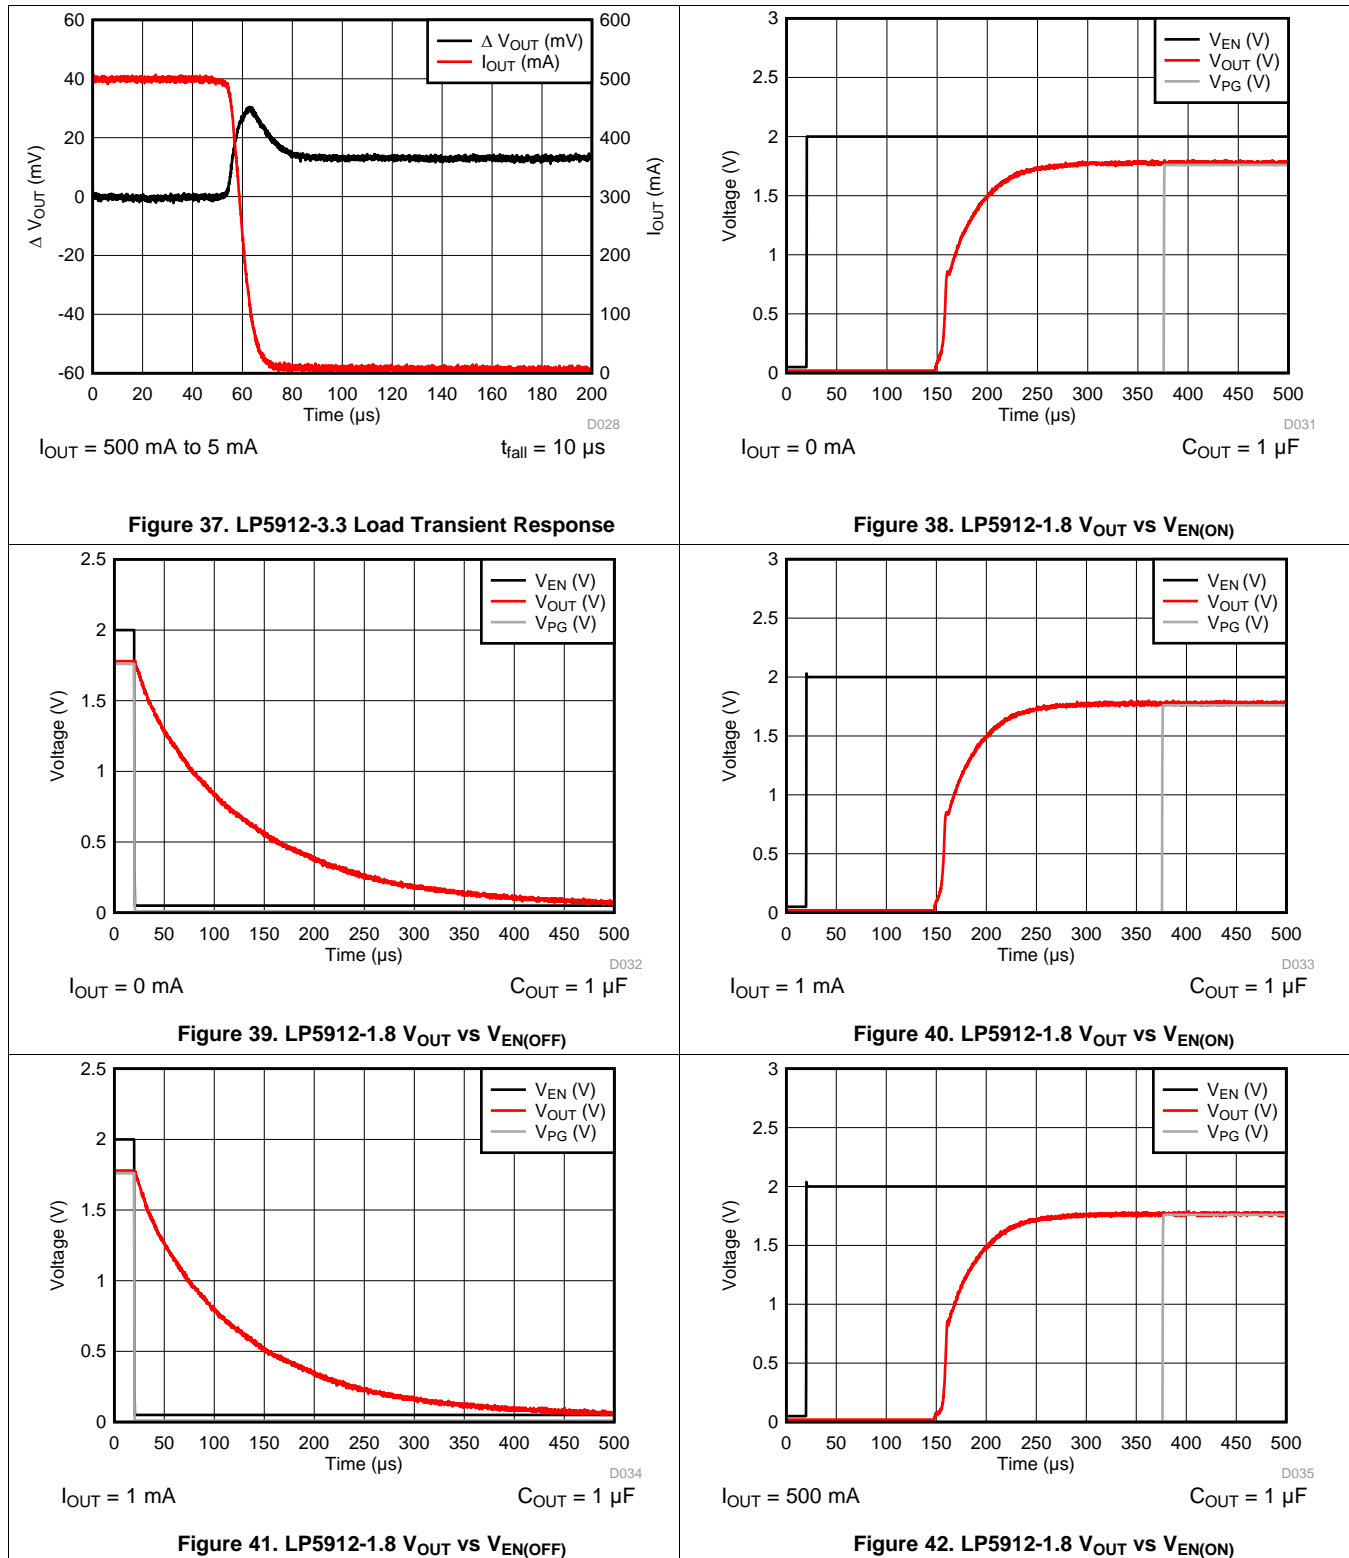 60
40
20
0
-20
-40
-60
Δ VOUT (mV)
600
500
400
300
200
100
0
IOUT (mA)
Δ VOUT (mV)
IOUT (mA)
0 20 40 60 80 100 120 140 160 180 200
Time (µs)
D028
IOUT = 500 mA to 5 mA
tfall = 10 µs
Figure 37. LP5912-3.3 Load Transient Response
3
2.5
2
1.5
1
0.5
0
Voltage (V)
VEN (V)
VOUT (V)
VPG (V)
0 50 100 150 200 250 300 350 400 450 500
Time (µs)
D031
IOUT = 0 mA
COUT = 1 µF
Figure 38. LP5912-1.8 VOUT vs VEN(ON)
2.5
2
1.5
1
0.5
0
Voltage (V)
VEN (V)
VOUT (V)
VPG (V)
0 50 100 150 200 250 300 350 400 450 500
Time (µs)
D032
IOUT = 0 mA
COUT = 1 µF
Figure 39. LP5912-1.8 VOUT vs VEN(OFF)
3
2.5
2
1.5
1
0.5
0
Voltage (V)
VEN (V)
VOUT (V)
VPG (V)
0 50 100 150 200 250 300 350 400 450 500
Time (µs)
D033
IOUT = 1 mA
COUT = 1 µF
Figure 40. LP5912-1.8 VOUT vs VEN(ON)
2.5
2
1.5
1
0.5
0
Voltage (V)
VEN (V)
VOUT (V)
VPG (V)
0 50 100 150 200 250 300 350 400 450 500
Time (µs)
D034
IOUT = 1 mA
COUT = 1 µF
Figure 41. LP5912-1.8 VOUT vs VEN(OFF)
3
2.5
2
1.5
1
0.5
0
Voltage (V)
VEN (V)
VOUT (V)
VPG (V)
0 50 100 150 200 250 300 350 400 450 500
Time (µs)
D035
IOUT = 500 mA
COUT = 1 µF
Figure 42. LP5912-1.8 VOUT vs VEN(ON)